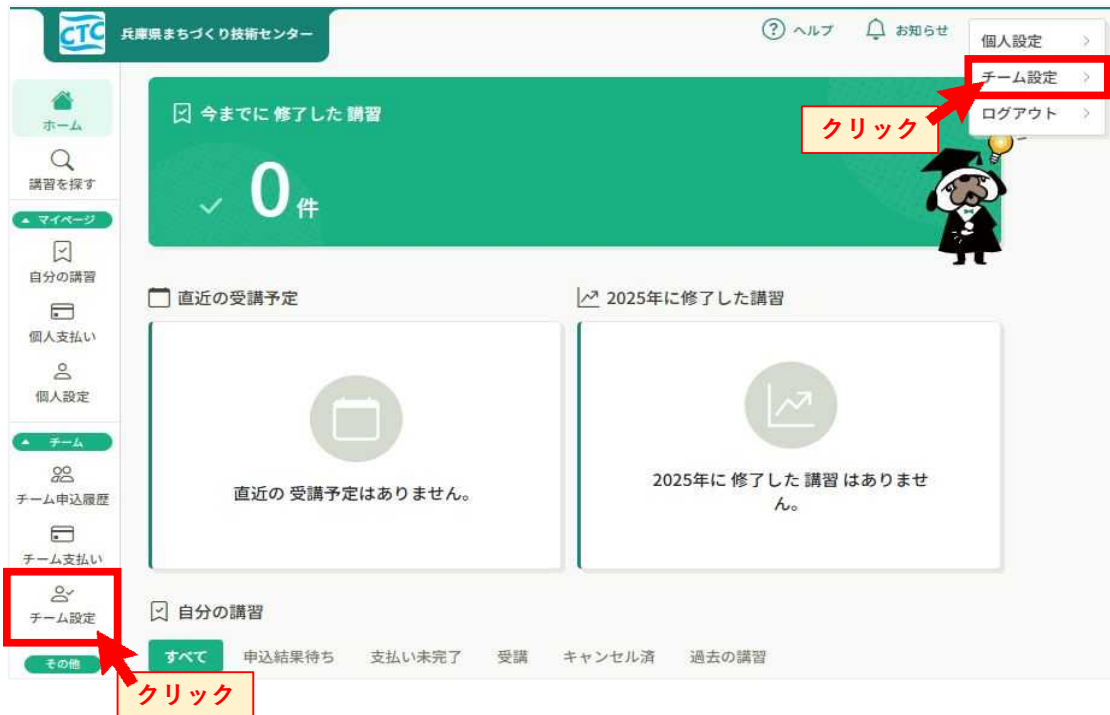 CTC 兵庫県まちづくり技術センター
ヘルプ
お知らせ
個人設定
チーム設定
ログアウト
クリック
ホーム
講習を探す
マイページ
自分の講習
個人支払い
個人設定
チーム
チーム申込履歴
チーム支払い
チーム設定
その他
クリック
今までに 修了した 講習
0 件
直近の受講予定
直近の 受講予定はありません。
2025年に修了した講習
2025年に 修了した 講習 はありませ
ん。
自分の講習
すべて 申込結果待ち 支払い未完了 受講 キャンセル済 過去の講習